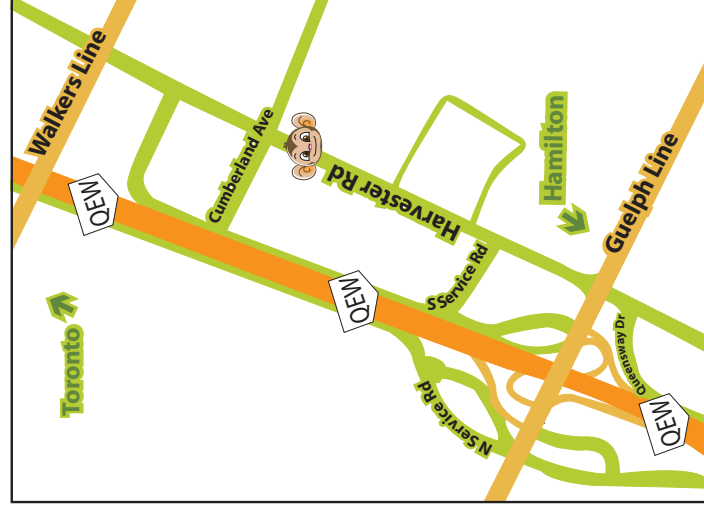 Walkers Line
QEW
Cumberland Ave
Harvester Rd
Hamilton
Guelph Line
Toronto
QEW
S Service Rd
Queensway Dr
N Service Rd
QEW